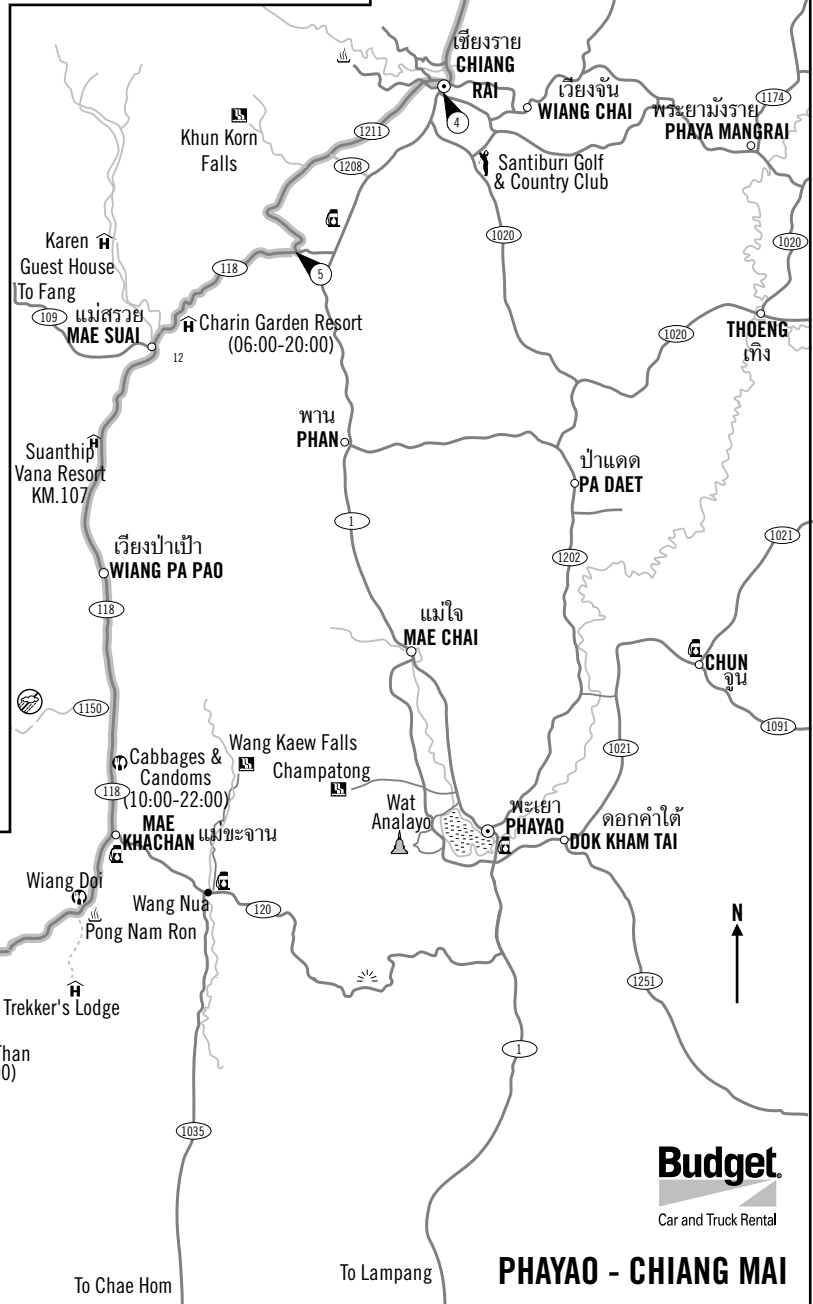 เชียงราย
CHIANG
RAI
เวียงจัน
WIANG CHAI
1174
พระยามังราย
PHAYA MANGRAI
4
1211
Khun Korn
Falls
1208
Santiburi Golf
& Country Club
1020
1020
Karen
Guest House
To Fang
118
5
109
แม่สรวย
MAE SUAI
12
Charin Garden Resort
(06:00-20:00)
1020
THOENG
เทิง
พาน
PHAN
Suanthip
Vana Resort
KM.107
ป่าแดด
PA DAET
1
1021
เวียงป่าเป้า
WIANG PA PAO
1202
118
แม่ใจ
MAE CHAI
CHUN
จูน
1150
1091
1021
Cabbages &
Candoms
(10:00-22:00)
118
Wang Kaew Falls
Champatong
Wat
Analayo
พะเยา
PHAYAO
ดอกคำใต้
DOK KHAM TAI
MAE
KHACHAN
แม่ขะจาน
Wiang Doi
Wang Nua
120
Pong Nam Ron
N
Trekker's Lodge
1251
Than
00)
1
1035
Budget
Car and Truck Rental
To Chae Hom
To Lampang
PHAYAO - CHIANG MAI